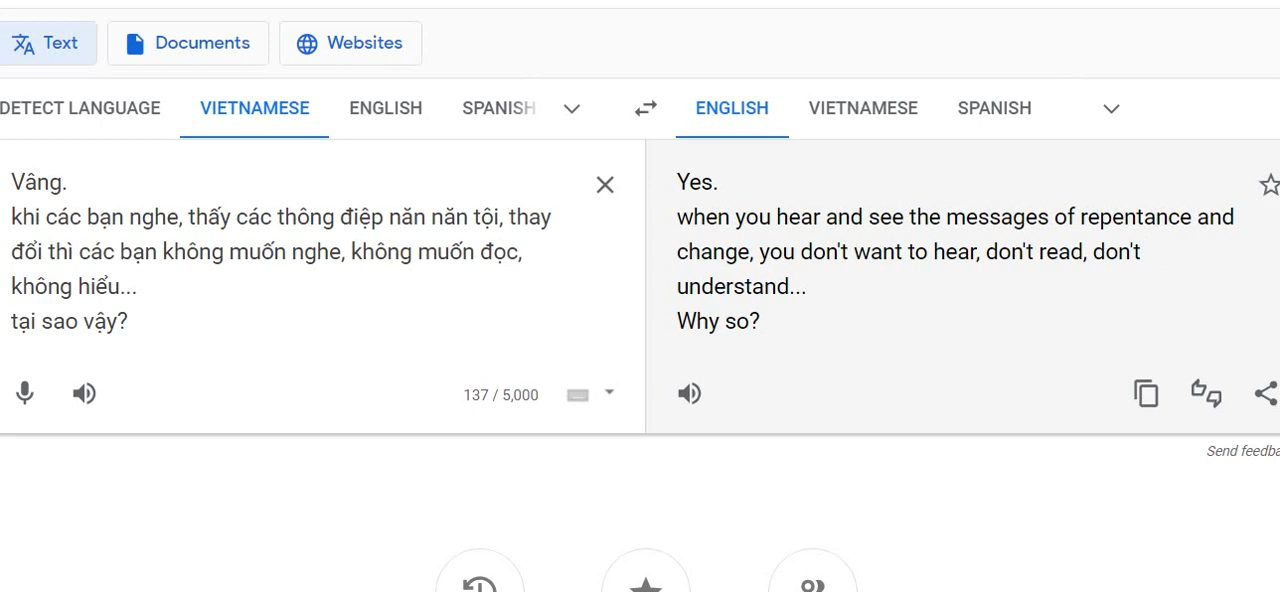 Text Documents Websites
DETECT LANGUAGE VIETNAMESE ENGLISH SPANISH ENGLISH VIETNAMESE SPANISH
Vâng.
khi các bạn nghe, thấy các thông điệp năn năn tội, thay
đổi thì các bạn không muốn nghe, không muốn đọc,
không hiểu...
tại sao vậy?
137 / 5,000
Yes.
when you hear and see the messages of repentance and
change, you don't want to hear, don't read, don't
understand...
Why so?
Send feedba